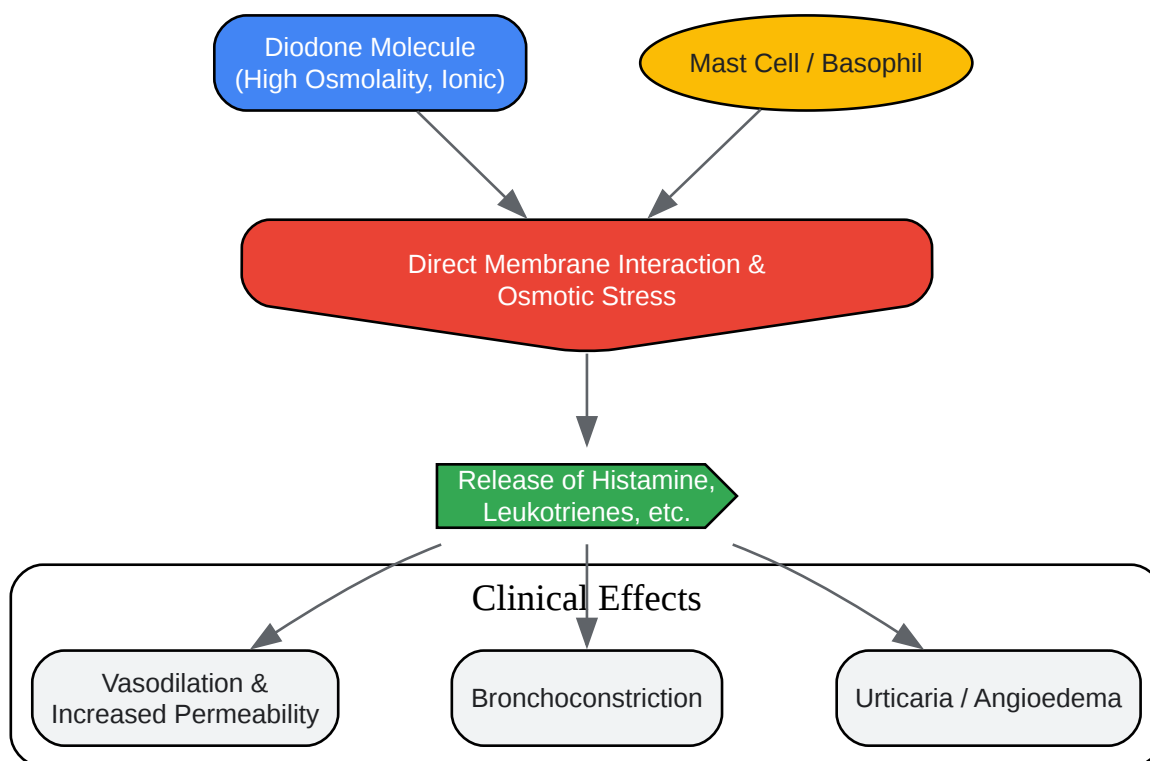 Diodone Molecule
(High Osmolality, Ionic)
Mast Cell / Basophil
Direct Membrane Interaction &
Osmotic Stress
Release of Histamine,
Leukotrienes, etc.
Clinical Effects
Vasodilation &
Increased Permeability
Bronchoconstriction
Urticaria / Angioedema